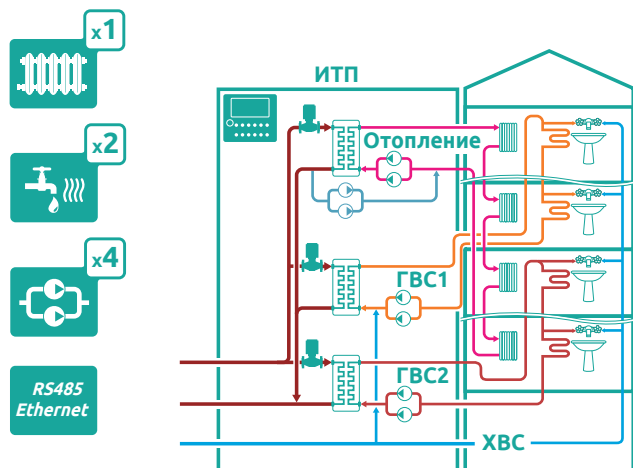 x1
x2
x4
RS485
Ethernet
ИТП
Отопление
ГВС1
ГВС2
ХВС